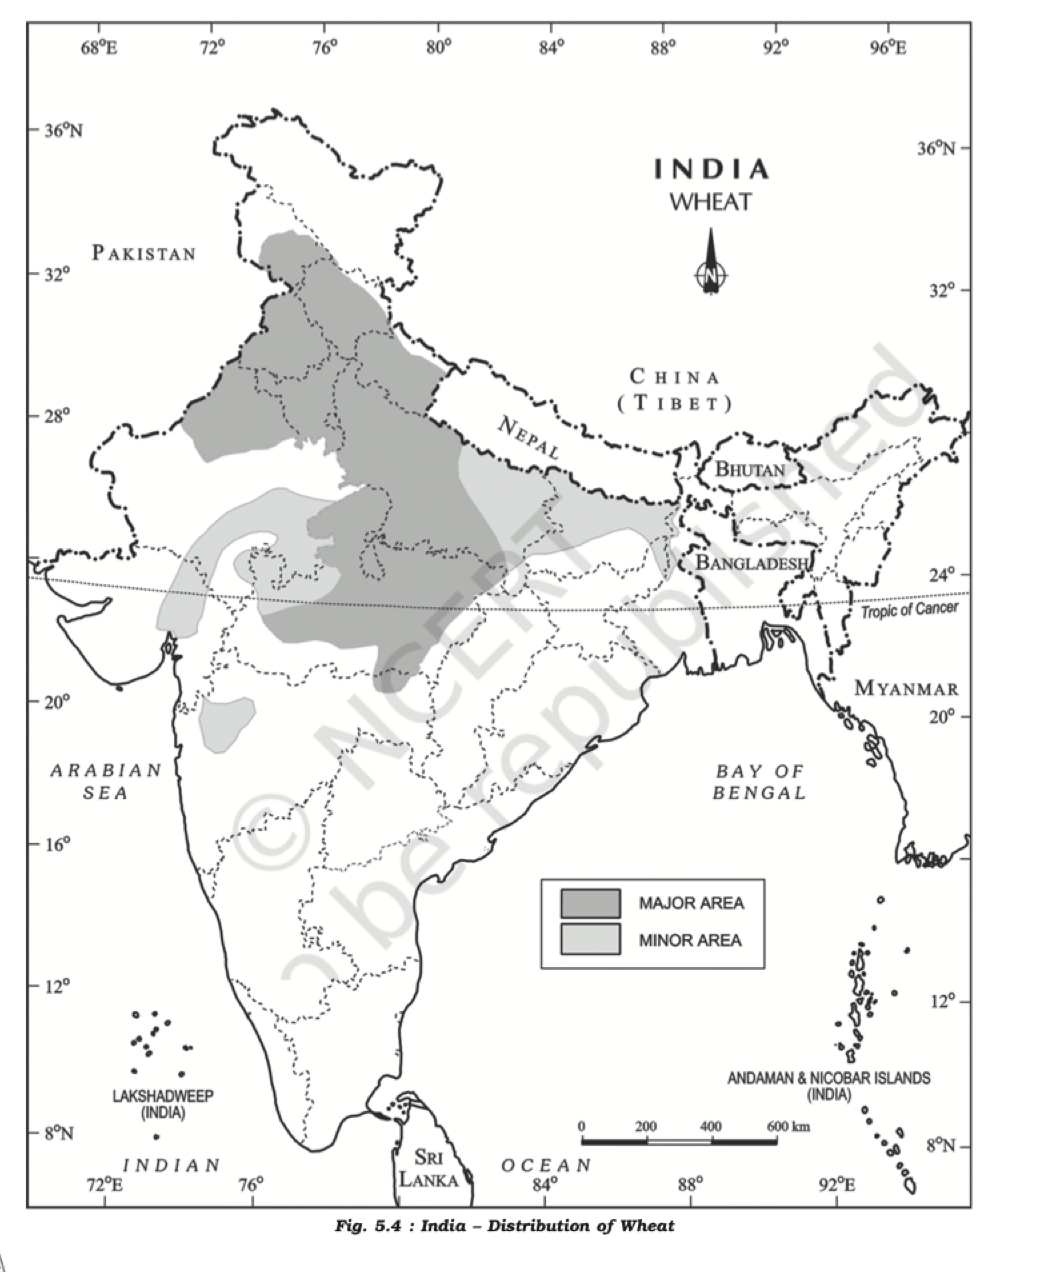 68°E 72° 76° 80° 84° 88° 92° 96°E
36°N
36°N
INDIA
WHEAT
N
PAKISTAN
32°
32°
CHINA
(TIBET)
28°
NEPAL
BHUTAN
BANGLADESH
24°
Tropic of Cancer
MYANMAR
20°
20°
ARABIAN
SEA
BAY OF
BENGAL
© NCERT
be republished
16°
MAJOR AREA
MINOR AREA
12°
12°
LAKSHADWEEP
(INDIA)
ANDAMAN & NICOBAR ISLANDS
(INDIA)
0 200 400 600 km
8°N
8°N
SRI
LANKA
INDIAN OCEAN
72°E 76° 84° 88° 92°E
Fig. 5.4 : India – Distribution of Wheat